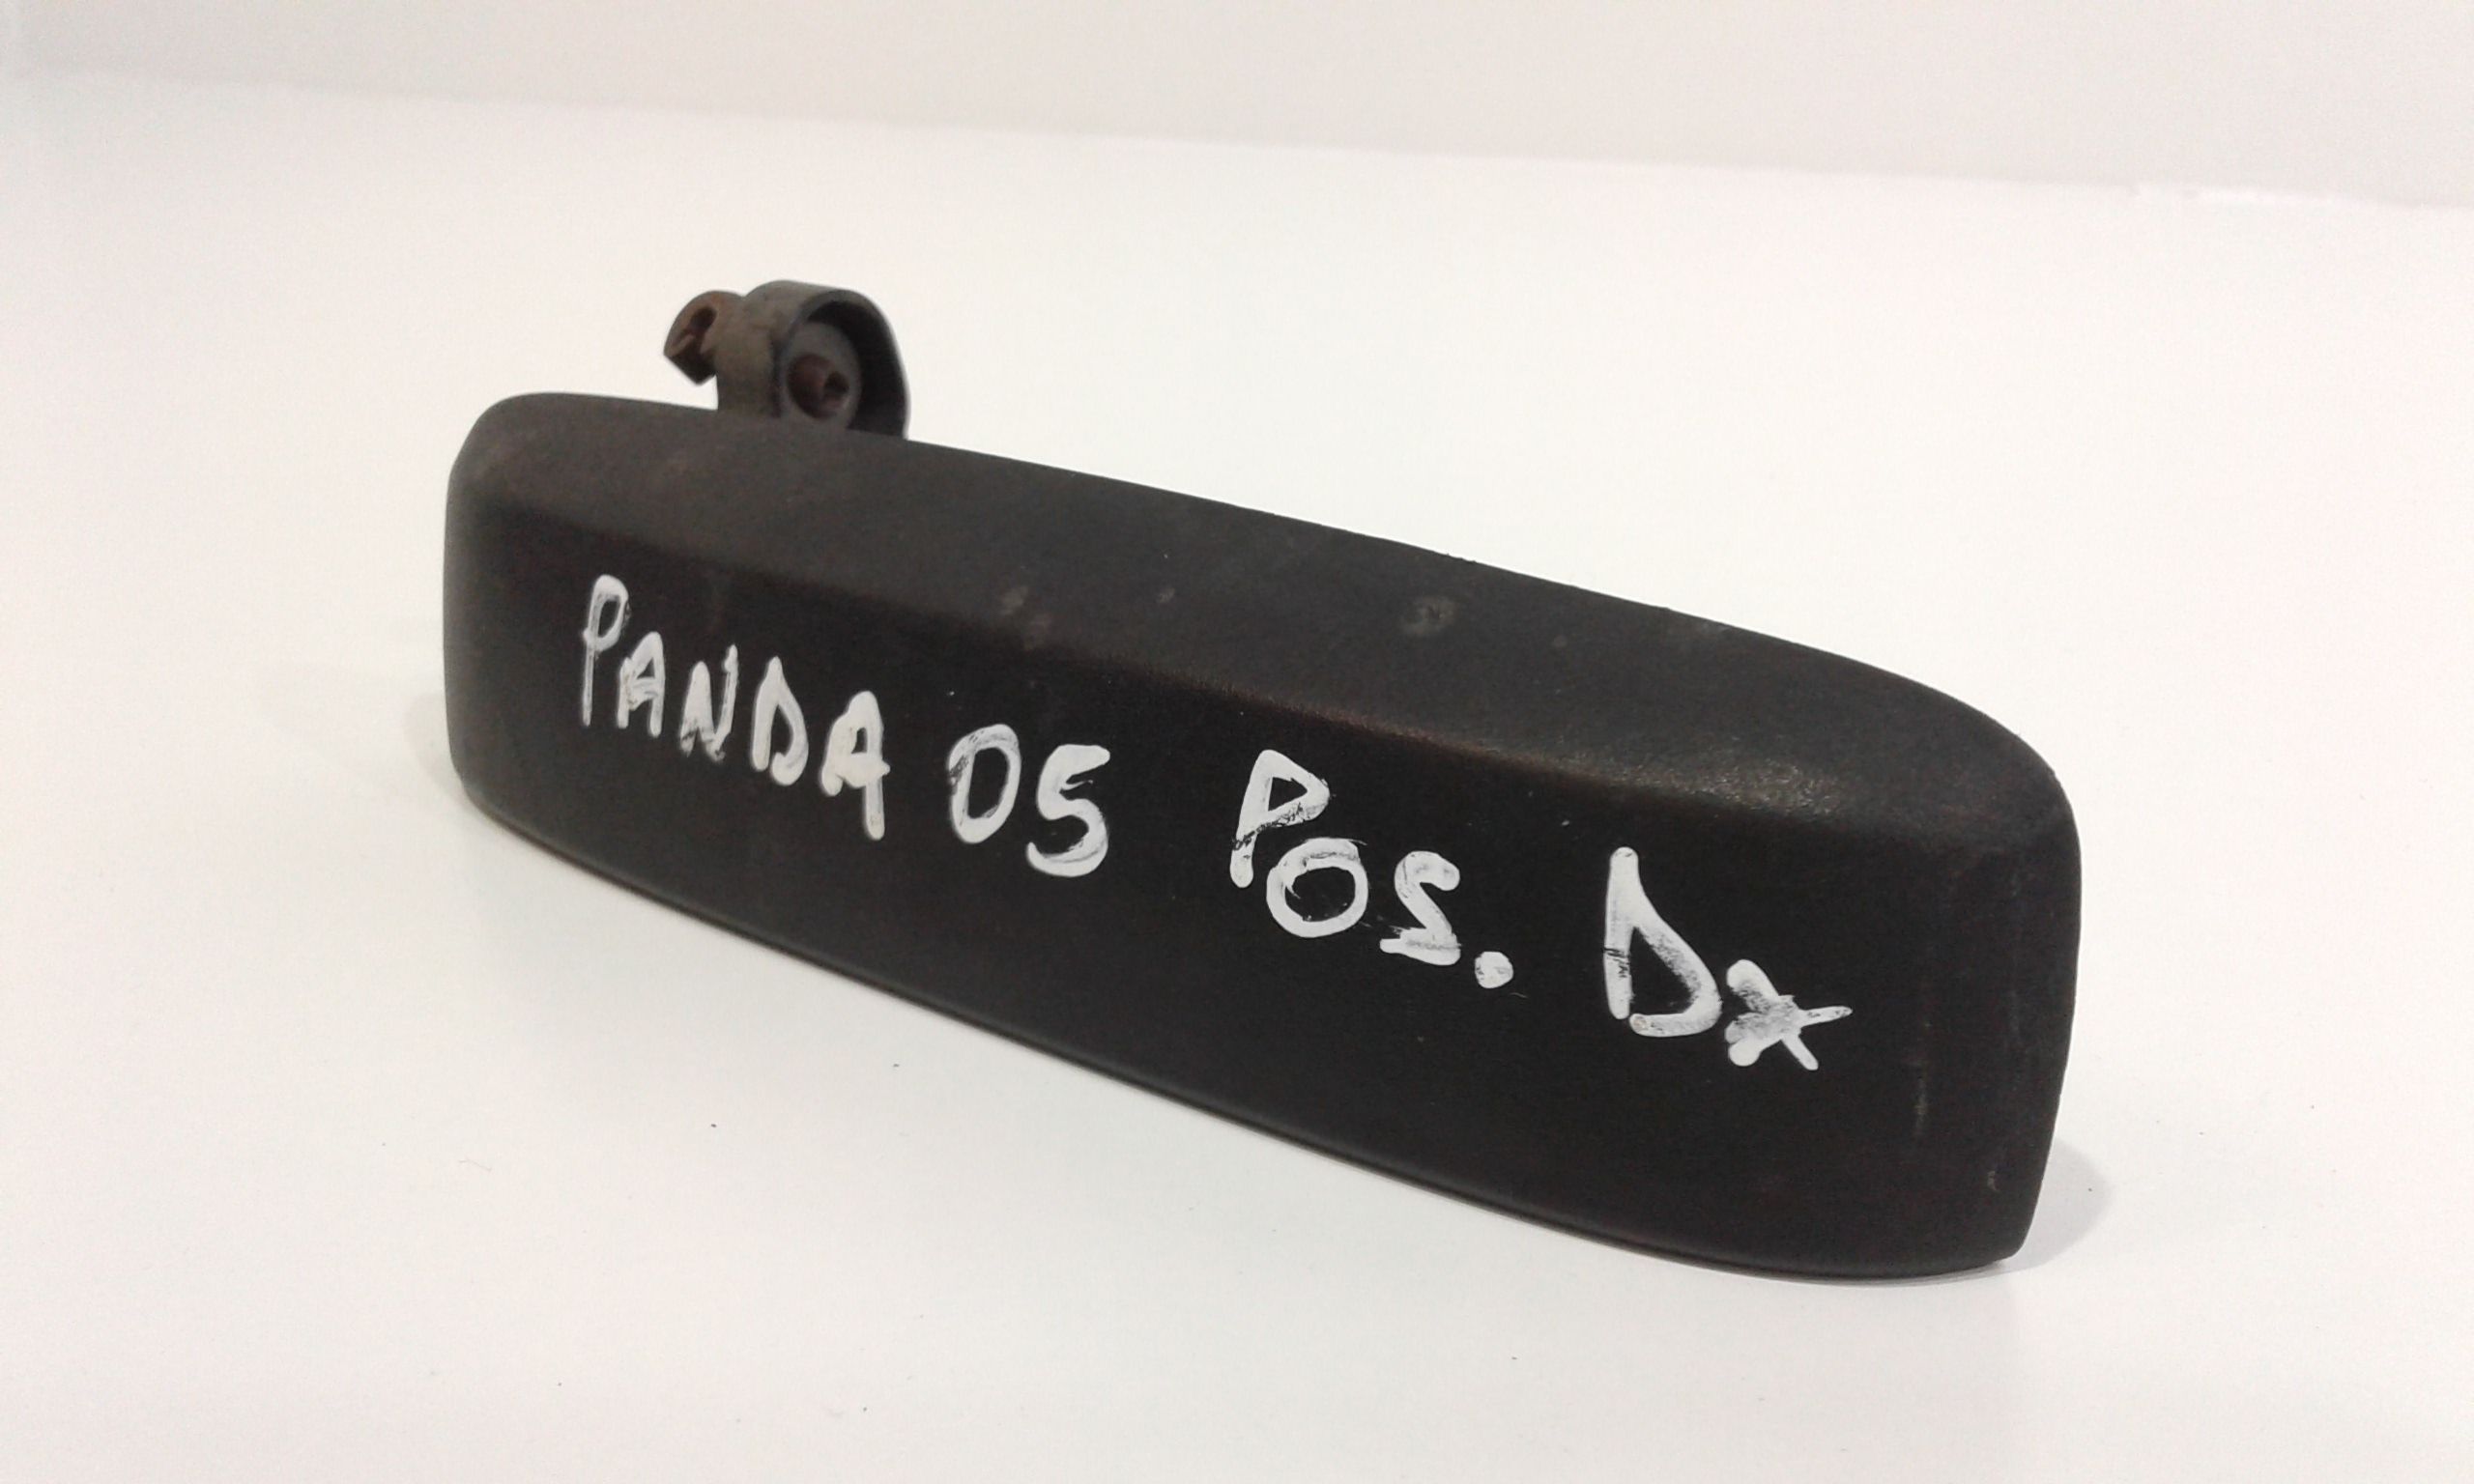 PANDA 05 POS. Dx